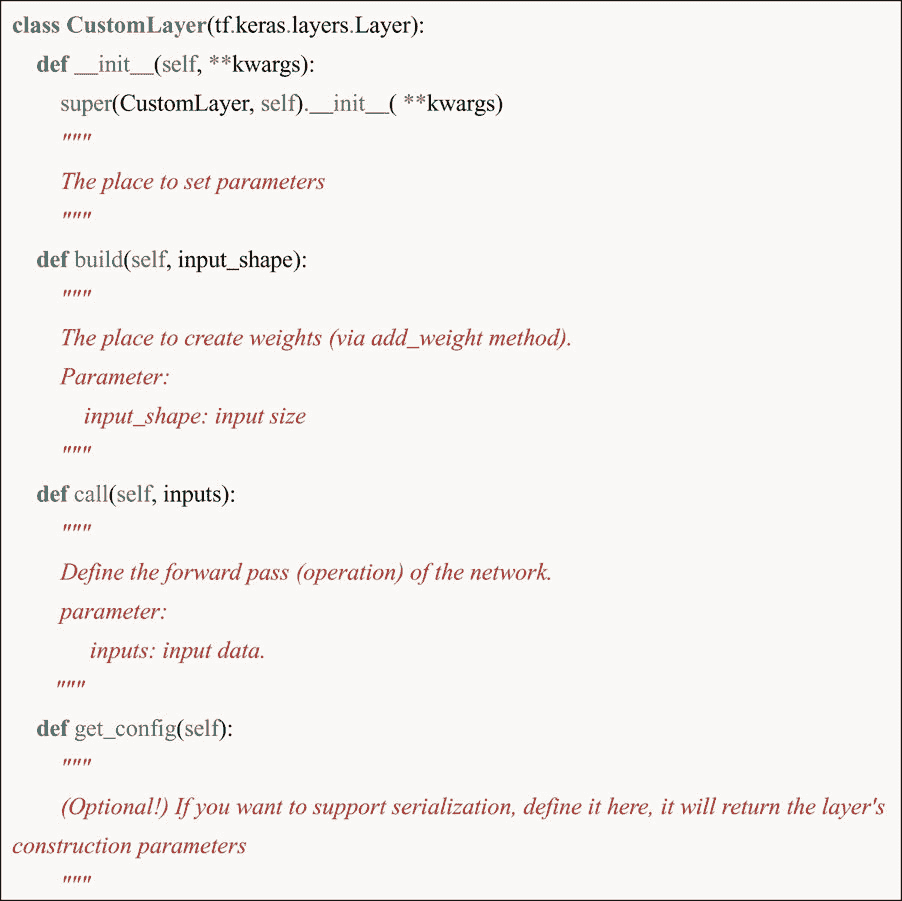 class CustomLayer(tf.keras.layers.Layer):
    def __init__(self, **kwargs):
        super(CustomLayer, self).__init__( **kwargs)
        """
        The place to set parameters
        """
    def build(self, input_shape):
        """
        The place to create weights (via add_weight method).
        Parameter:
            input_shape: input size
        """
    def call(self, inputs):
        """
        Define the forward pass (operation) of the network.
        parameter:
            inputs: input data.
        """
    def get_config(self):
        """
        (Optional!) If you want to support serialization, define it here, it will return the layer's
construction parameters
        """